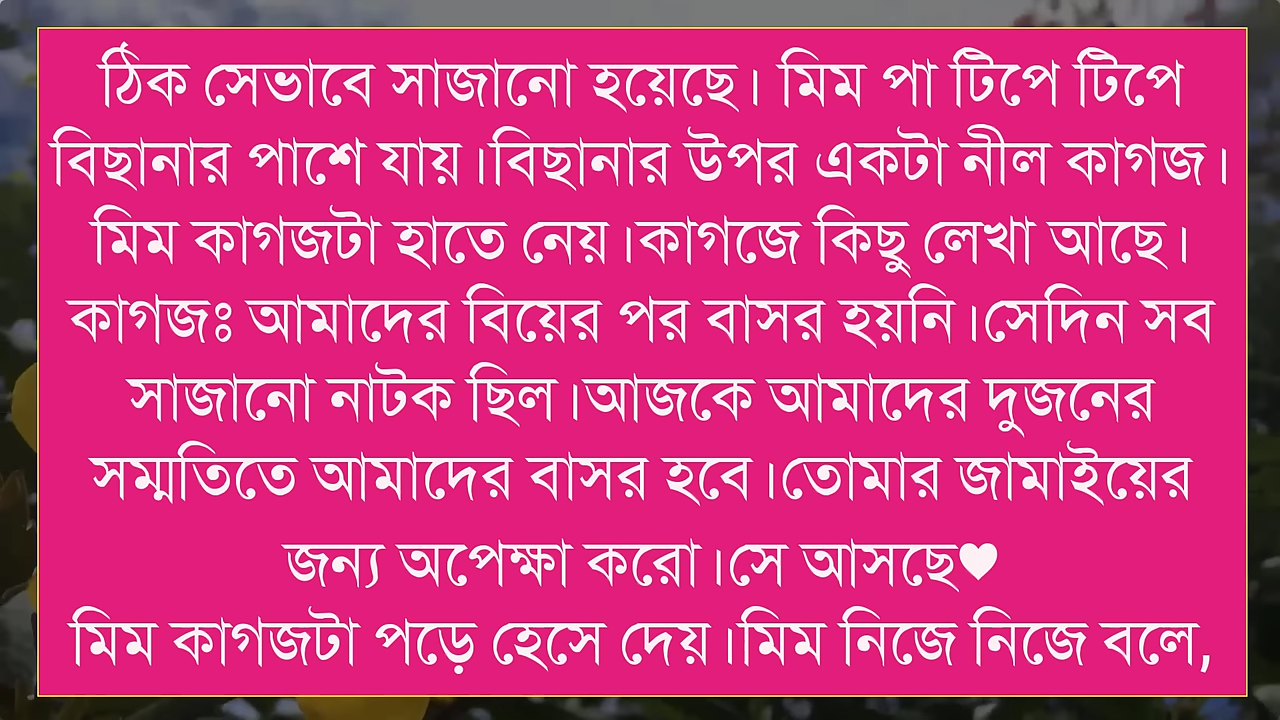 ঠিক সেভাবে সাজানো হয়েছে। মিম পা টিপে টিপে
বিছানার পাশে যায়।বিছানার উপর একটা নীল কাগজ।
মিম কাগজটা হাতে নেয়।কাগজে কিছু লেখা আছে।
কাগজঃ আমাদের বিয়ের পর বাসর হয়নি।সেদিন সব
সাজানো নাটক ছিল।আজকে আমাদের দুজনের
সম্মতিতে আমাদের বাসর হবে।তোমার জামাইয়ের
জন্য অপেক্ষা করো।সে আসছে♥
মিম কাগজটা পড়ে হেসে দেয়।মিম নিজে নিজে বলে,